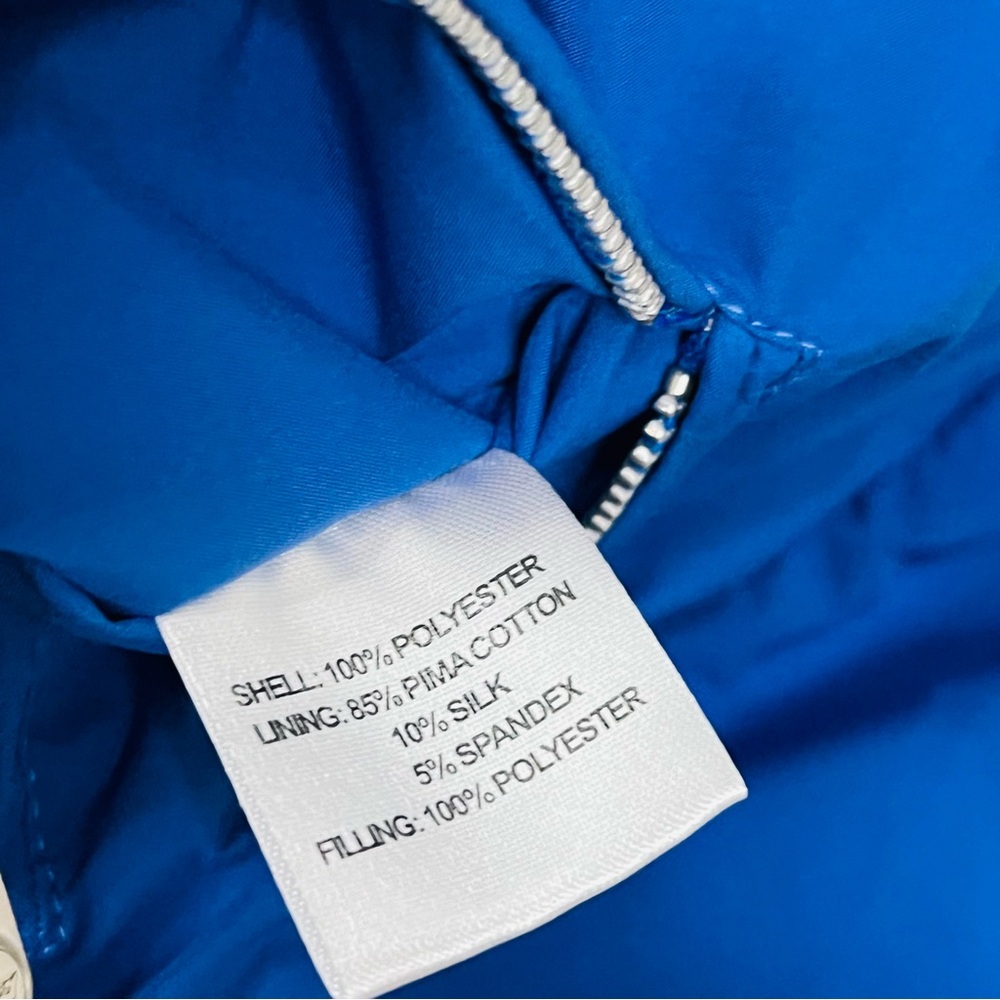 SHELL: 100% POLYESTER
LINING: 85% PIMA COTTON
10% SILK
5% SPANDEX
FILLING: 100% POLYESTER